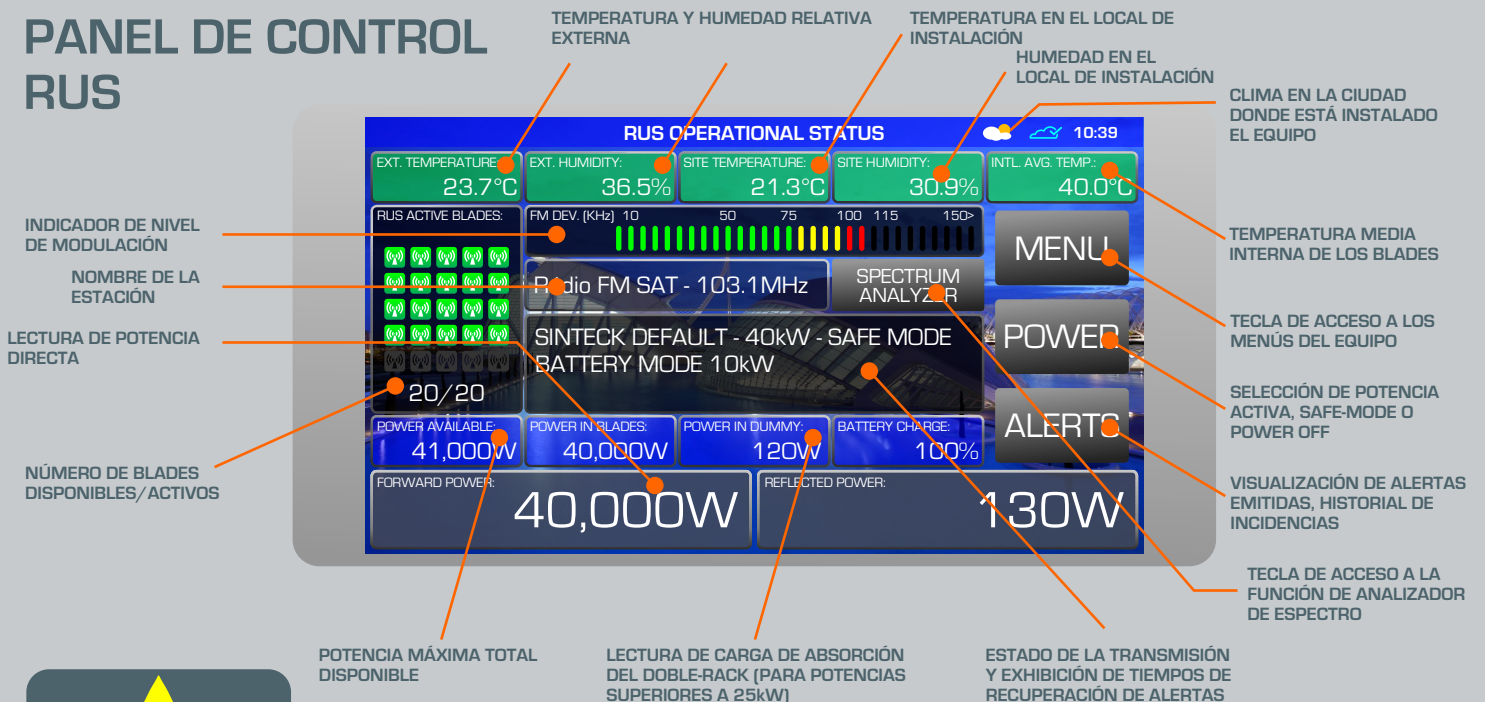 PANEL DE CONTROL
RUS
TEMPERATURA Y HUMEDAD RELATIVA
EXTERNA
TEMPERATURA EN EL LOCAL DE
INSTALACIÓN
HUMEDAD EN EL
LOCAL DE INSTALACIÓN
CLIMA EN LA CIUDAD
DONDE ESTÁ INSTALADO
EL EQUIPO
RUS OPERATIONAL STATUS
10:39
EXT. TEMPERATURE:
23.7°C
EXT. HUMIDITY:
36.5%
SITE TEMPERATURE:
21.3°C
SITE HUMIDITY:
30.9%
INTL. AVG. TEMP.:
40.0°C
RUS ACTIVE BLADES:
20/20
FM DEV. (KHz) 10 50 75 100 115 150>
Rádio FM SAT - 103.1MHz
SPECTRUM
ANALYZER
SINTECK DEFAULT - 40kW - SAFE MODE
BATTERY MODE 10kW
MENU
POWER
ALERTS
POWER AVAILABLE:
41,000W
POWER IN BLADES:
40,000W
POWER IN DUMMY:
120W
BATTERY CHARGE:
100%
FORWARD POWER:
40,000W
REFLECTED POWER:
130W
INDICADOR DE NIVEL
DE MODULACIÓN
NOMBRE DE LA
ESTACIÓN
LECTURA DE POTENCIA
DIRECTA
NÚMERO DE BLADES
DISPONIBLES/ACTIVOS
TEMPERATURA MEDIA
INTERNA DE LOS BLADES
TECLA DE ACCESO A LOS
MENÚS DEL EQUIPO
SELECCIÓN DE POTENCIA
ACTIVA, SAFE-MODE O
POWER OFF
VISUALIZACIÓN DE ALERTAS
EMITIDAS, HISTORIAL DE
INCIDENCIAS
TECLA DE ACCESO A LA
FUNCIÓN DE ANALIZADOR
DE ESPECTRO
POTENCIA MÁXIMA TOTAL
DISPONIBLE
LECTURA DE CARGA DE ABSORCIÓN
DEL DOBLE-RACK (PARA POTENCIAS
SUPERIORES A 25kW)
ESTADO DE LA TRANSMISIÓN
Y EXHIBICIÓN DE TIEMPOS DE
RECUPERACIÓN DE ALERTAS